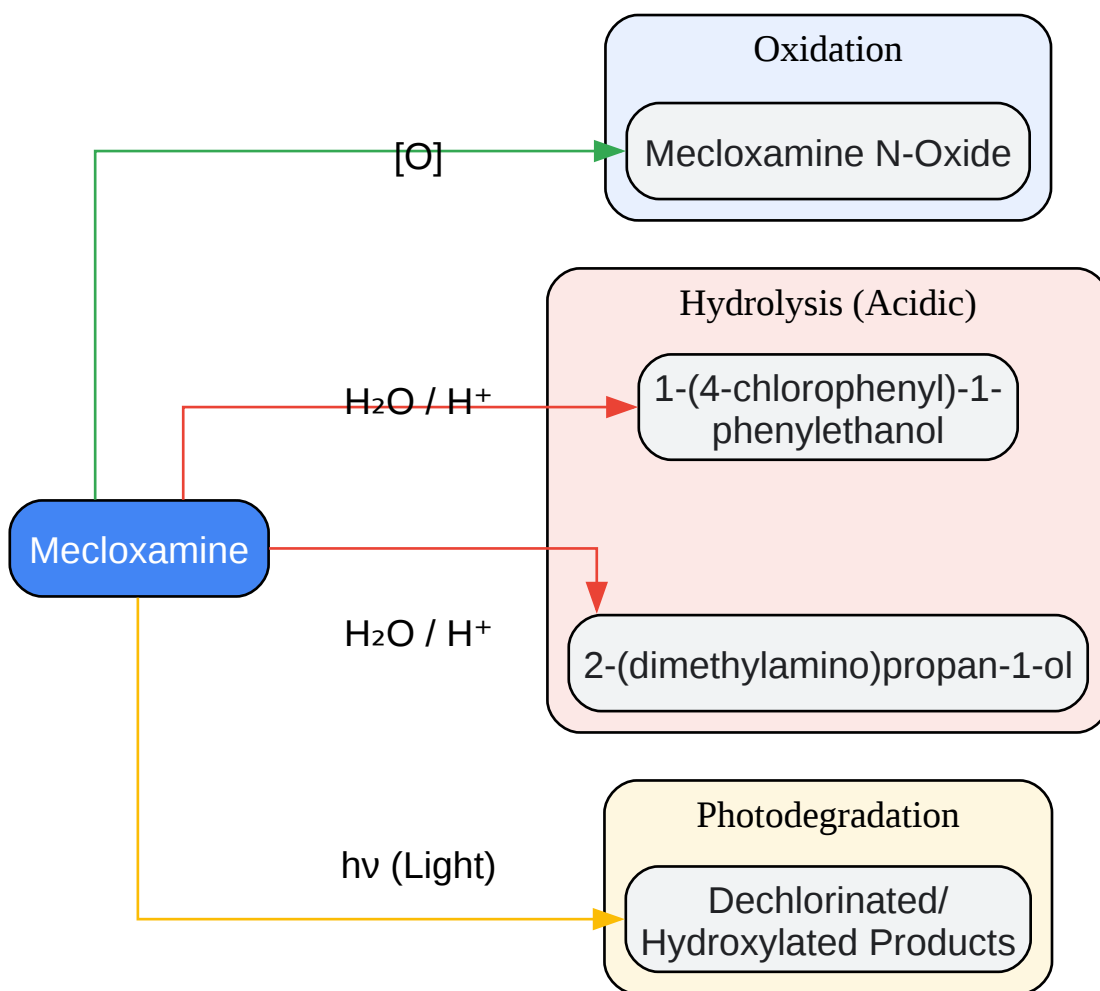 Oxidation
[O]
Mecloxamine N-Oxide
Hydrolysis (Acidic)
H₂O / H⁺
1-(4-chlorophenyl)-1-
phenylethanol
Mecloxamine
H₂O / H⁺
2-(dimethylamino)propan-1-ol
Photodegradation
hν (Light)
Dechlorinated/
Hydroxylated Products